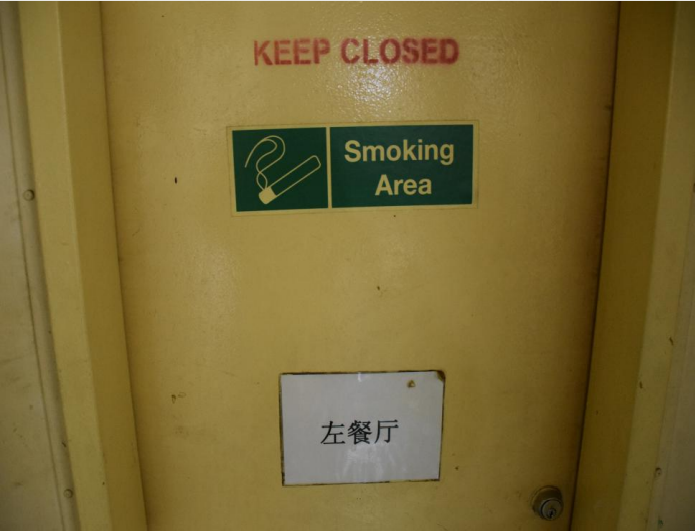 KEEP CLOSED
Smoking
Area
左餐厅